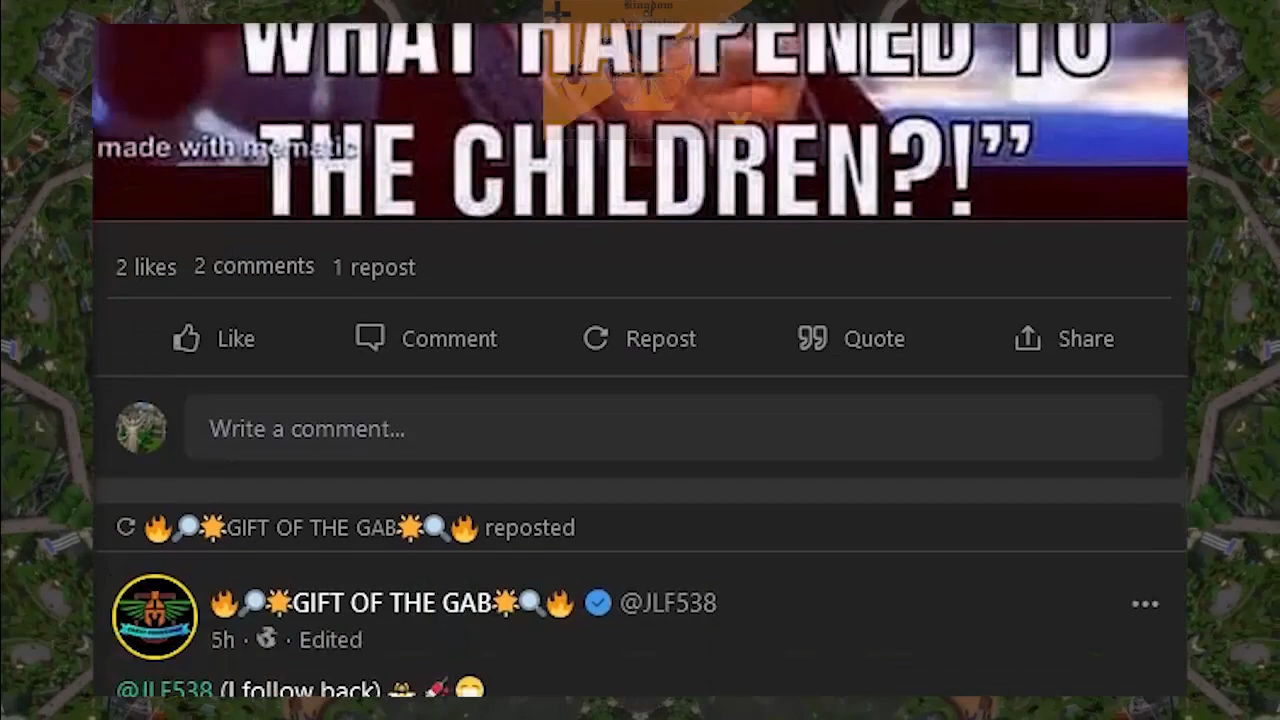 Kingdom
WHAT HAPPENED TO
made with mematic
THE CHILDREN?!”
2 likes 2 comments 1 repost
Like Comment Repost Quote Share
Write a comment...
🔥🔎🌟GIFT OF THE GAB🌟🔍🔥 reposted
🔥🔎🌟GIFT OF THE GAB🌟🔍🔥 @JLF538
5h · Edited
@JLF538 (I follow back)